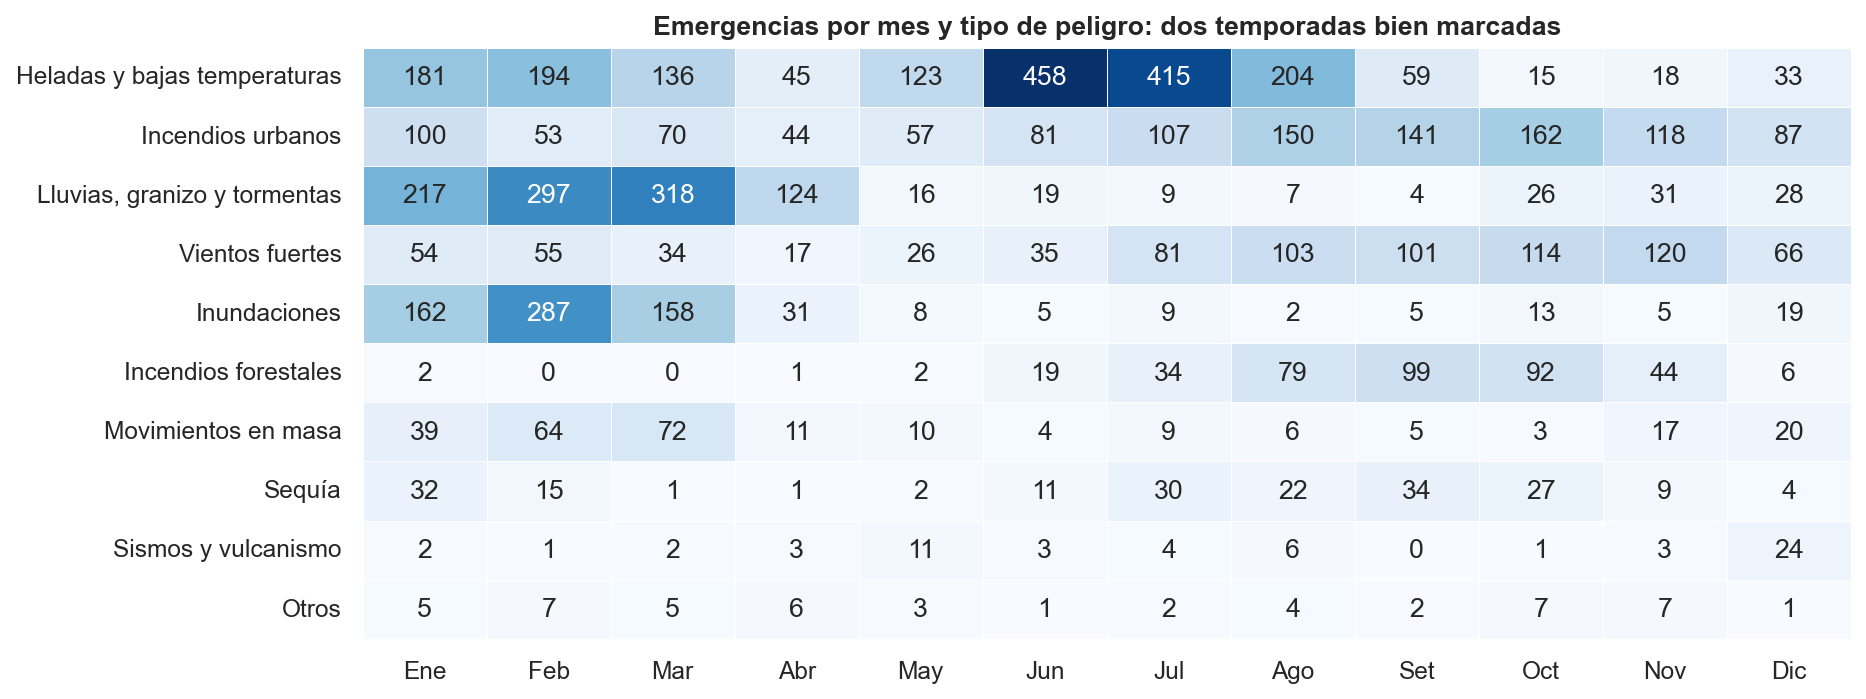 Emergencias por mes y tipo de peligro: dos temporadas bien marcadas
Heladas y bajas temperaturas 181 194 136 45 123 458 415 204 59 15 18 33
Incendios urbanos 100 53 70 44 57 81 107 150 141 162 118 87
Lluvias, granizo y tormentas 217 297 318 124 16 19 9 7 4 26 31 28
Vientos fuertes 54 55 34 17 26 35 81 103 101 114 120 66
Inundaciones 162 287 158 31 8 5 9 2 5 13 5 19
Incendios forestales 2 0 0 1 2 19 34 79 99 92 44 6
Movimientos en masa 39 64 72 11 10 4 9 6 5 3 17 20
Sequía 32 15 1 1 2 11 30 22 34 27 9 4
Sismos y vulcanismo 2 1 2 3 11 3 4 6 0 1 3 24
Otros 5 7 5 6 3 1 2 4 2 7 7 1
Ene Feb Mar Abr May Jun Jul Ago Set Oct Nov Dic